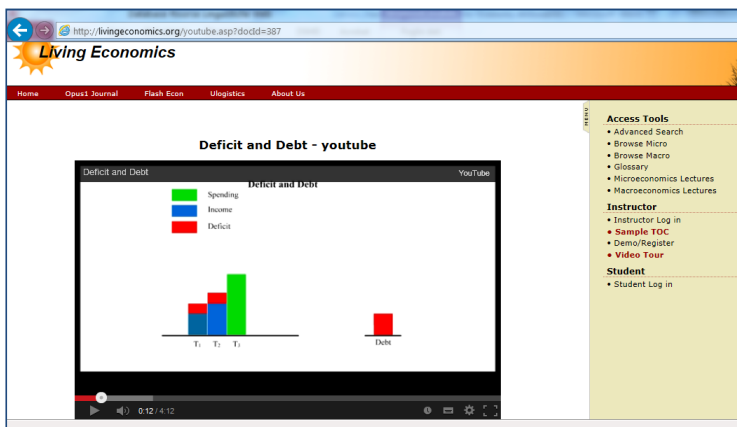 http://livingeconomics.org/youtube.asp?docId=387
Living Economics
Home Opus1 Journal Flash Econ Ulogistics About Us
MENU
Deficit and Debt - youtube
Deficit and Debt YouTube
Deficit and Debt
Spending
Income
Deficit
T1 T2 T3
Debt
0:12 / 4:12
Access Tools
• Advanced Search
• Browse Micro
• Browse Macro
• Glossary
• Microeconomics Lectures
• Macroeconomics Lectures
Instructor
• Instructor Log in
• Sample TOC
• Demo/Register
• Video Tour
Student
• Student Log in